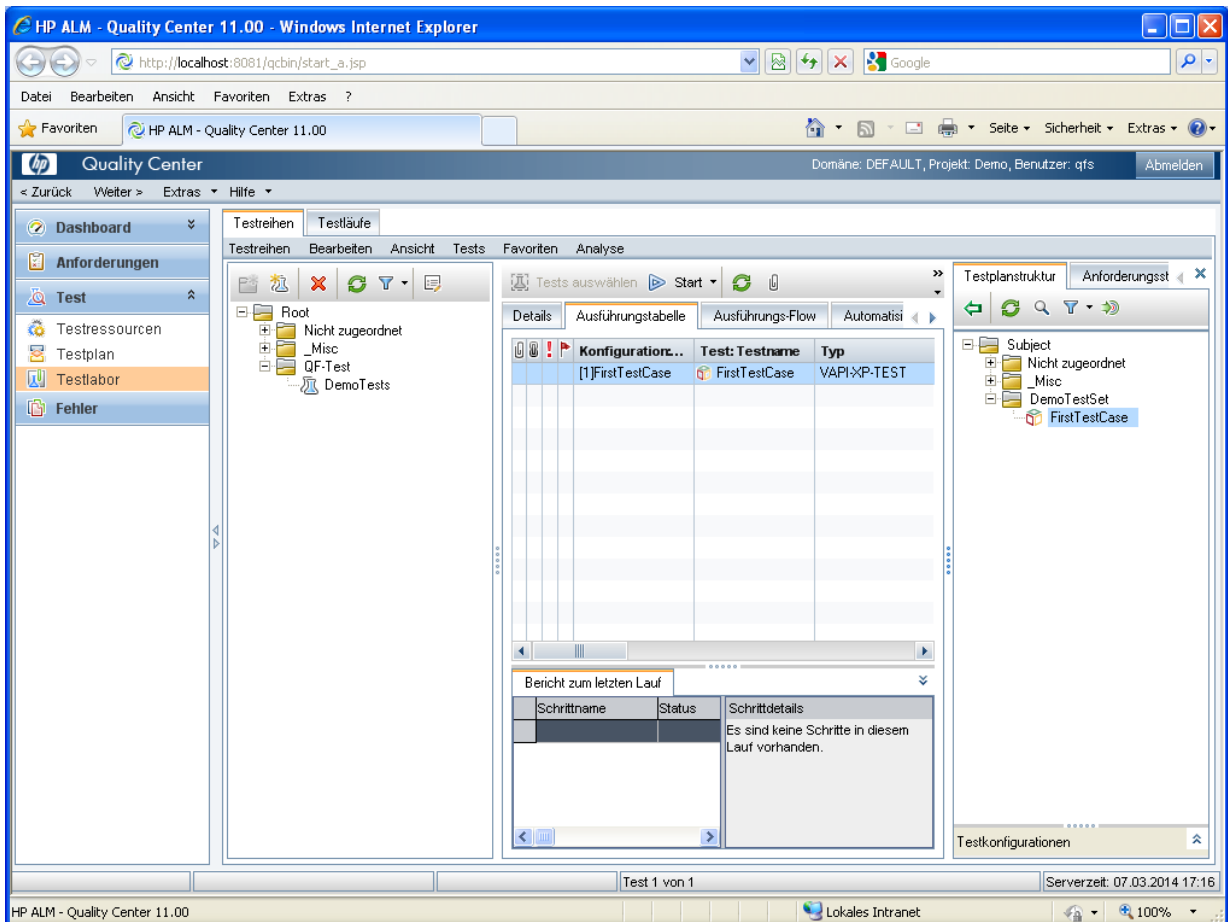 HP ALM - Quality Center 11.00 - Windows Internet Explorer
http://localhost:8081/qcbin/start_a.jsp
Google
Datei Bearbeiten Ansicht Favoriten Extras ?
Favoriten
HP ALM - Quality Center 11.00
Seite
Sicherheit
Extras
hp Quality Center
Domäne: DEFAULT, Projekt: Demo, Benutzer: qfs
Abmelden
< Zurück Weiter > Extras Hilfe
Dashboard
Anforderungen
Test
Testressourcen
Testplan
Testlabor
Fehler
Testreihen Testläufe
Testreihen Bearbeiten Ansicht Tests Favoriten Analyse
Root
Nicht zugeordnet
_Misc
QF-Test
DemoTests
Tests auswählen Start
Details Ausführungstabelle Ausführungs-Flow Automatisi
Konfiguration:... Test: Testname Typ
[1]FirstTestCase FirstTestCase VAPI-XP-TEST
Bericht zum letzten Lauf
Schrittname Status
Schrittdetails
Es sind keine Schritte in diesem
Lauf vorhanden.
Testplanstruktur Anforderungsst
Subject
Nicht zugeordnet
_Misc
DemoTestSet
FirstTestCase
Testkonfigurationen
Test 1 von 1
Serverzeit: 07.03.2014 17:16
HP ALM - Quality Center 11.00
Lokales Intranet
100%